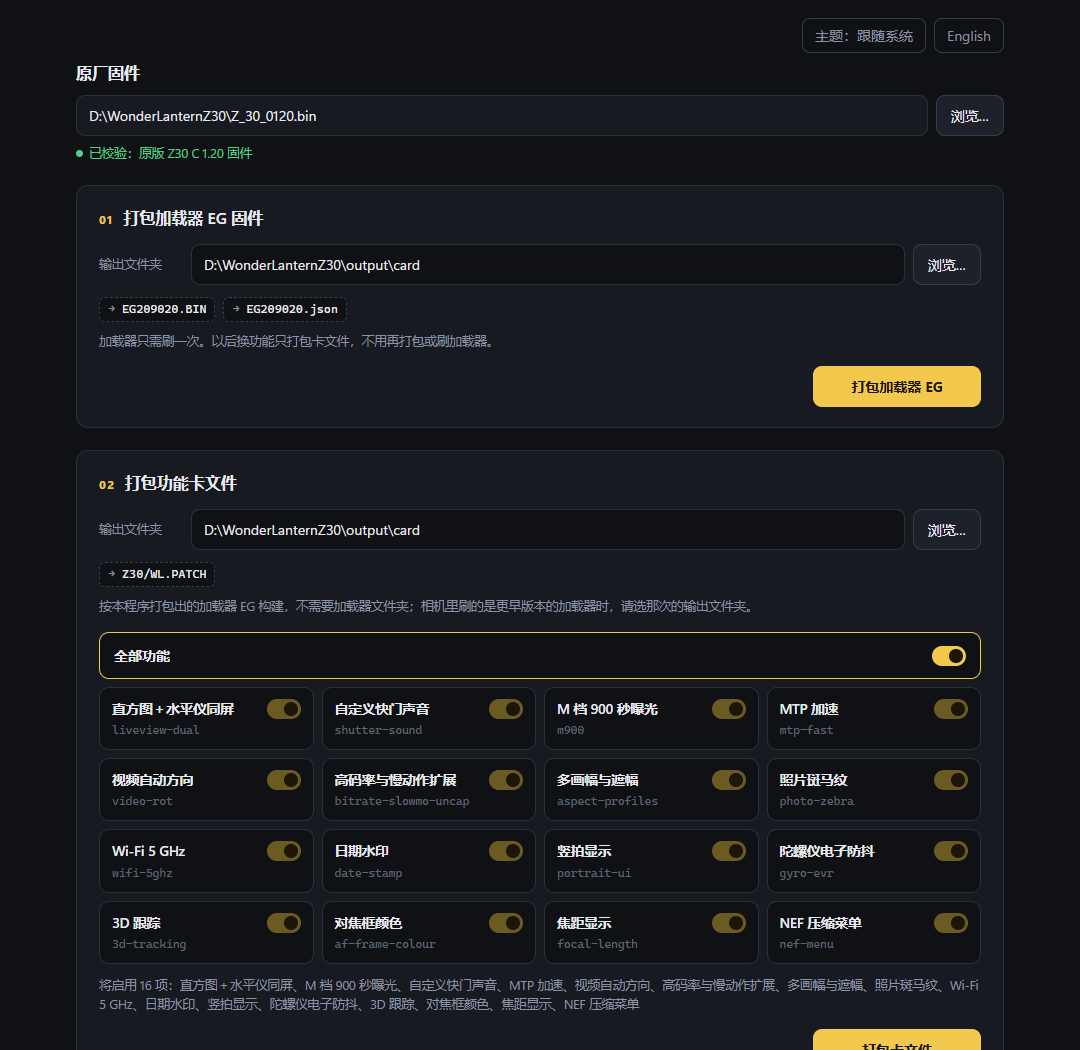 主题：跟随系统 English
原厂固件
D:\WonderLanternZ30\Z_30_0120.bin 浏览...
已校验：原版 Z30 C 1.20 固件
01 打包加载器 EG 固件
输出文件夹 D:\WonderLanternZ30\output\card 浏览...
→ EG209020.BIN → EG209020.json
加载器只需刷一次。以后换功能只打包卡文件，不用再打包或刷加载器。
打包加载器 EG
02 打包功能卡文件
输出文件夹 D:\WonderLanternZ30\output\card 浏览...
→ Z30/WL.PATCH
按本程序打包出的加载器 EG 构建，不需要加载器文件夹；相机里刷的是更早版本的加载器时，请选那次的输出文件夹。
全部功能
直方图 + 水平仪同屏 自定义快门声音 M 档 900 秒曝光 MTP 加速
liveview-dual shutter-sound m900 mtp-fast
视频自动方向 高码率与慢动作扩展 多画幅与遮幅 照片斑马纹
video-rot bitrate-slowmo-uncap aspect-profiles photo-zebra
Wi-Fi 5 GHz 日期水印 竖拍显示 陀螺仪电子防抖
wifi-5ghz date-stamp portrait-ui gyro-evr
3D 跟踪 对焦框颜色 焦距显示 NEF 压缩菜单
3d-tracking af-frame-colour focal-length nef-menu
将启用 16 项：直方图 + 水平仪同屏、M 档 900 秒曝光、自定义快门声音、MTP 加速、视频自动方向、高码率与慢动作扩展、多画幅与遮幅、照片斑马纹、Wi-Fi
5 GHz、日期水印、竖拍显示、陀螺仪电子防抖、3D 跟踪、对焦框颜色、焦距显示、NEF 压缩菜单
打包卡文件